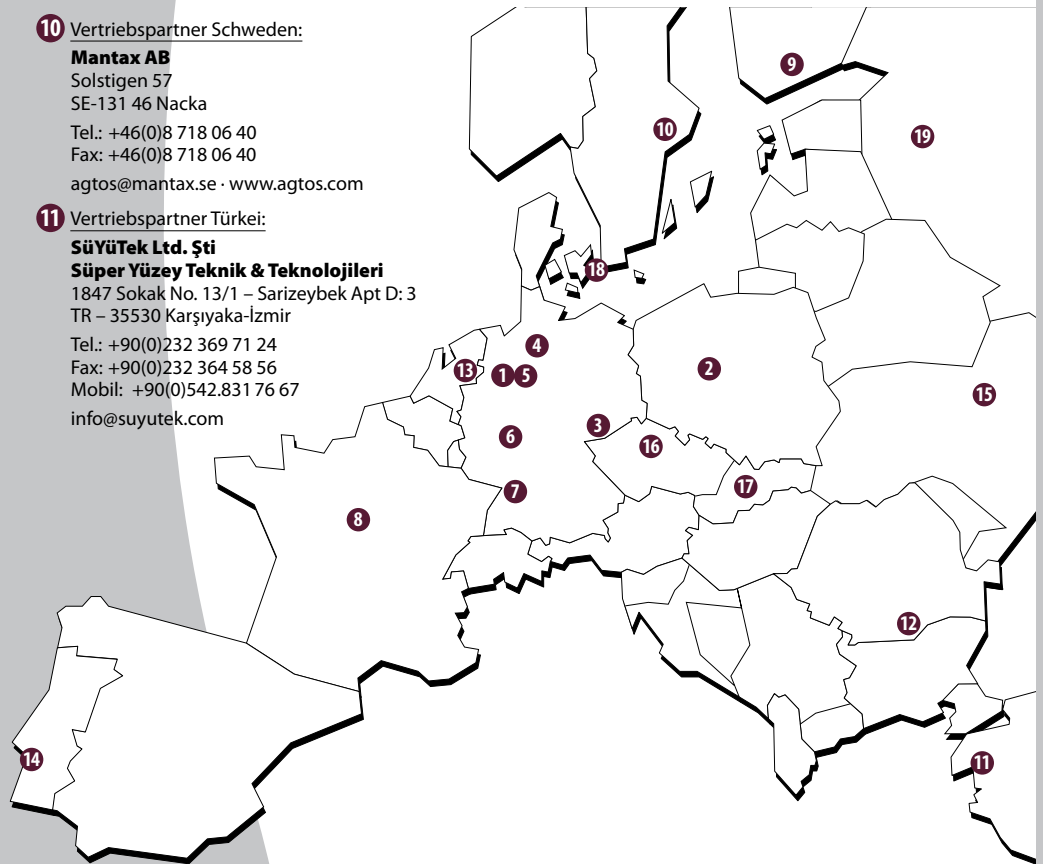 10 Vertriebspartner Schweden:
Mantax AB
Solstigen 57
SE-131 46 Nacka
Tel.: +46(0)8 718 06 40
Fax: +46(0)8 718 06 40
agtos@mantax.se · www.agtos.com
11 Vertriebspartner Türkei:
SüYüTek Ltd. Şti
Süper Yüzey Teknik & Teknolojileri
1847 Sokak No. 13/1 – Sarizeybek Apt D: 3
TR – 35530 Karşıyaka-İzmir
Tel.: +90(0)232 369 71 24
Fax: +90(0)232 364 58 56
Mobil: +90(0)542.831 76 67
info@suyutek.com
9
10
19
18
4
13
1
5
2
15
3
6
16
7
17
8
12
14
11